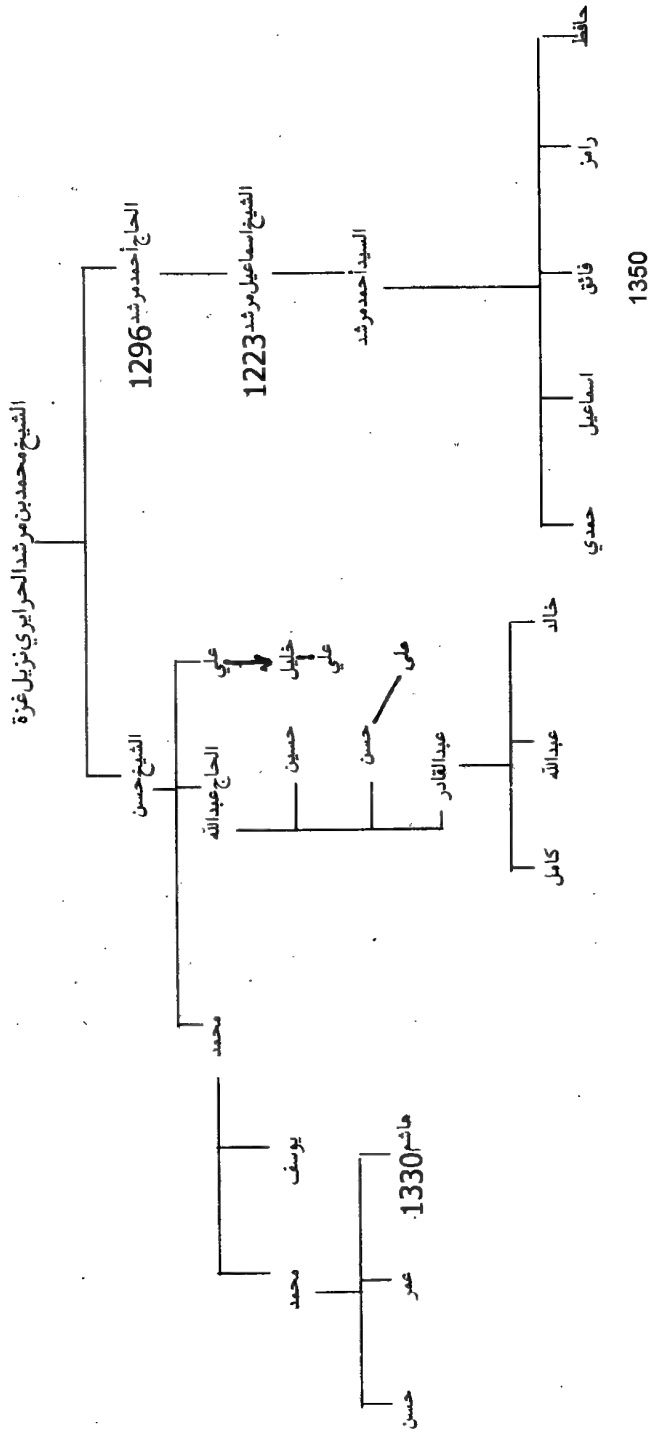 الشيخ محمد بن مرشد الحرايري نزيل غزة
الحاج أحمد مرشد 1296
الشيخ حسن
الشيخ اسماعيل مرشد 1223
علي
الحاج عبدالله
محمد
خليل
علي
حسين
يوسف
محمد
السيد أحمد مرشد
علي
حسن
عبدالقادر
هاشم 1330
عمر
حسن
حافظ
رامز
فائق
اسماعيل
حمدي
خالد
عبدالله
كامل
1350